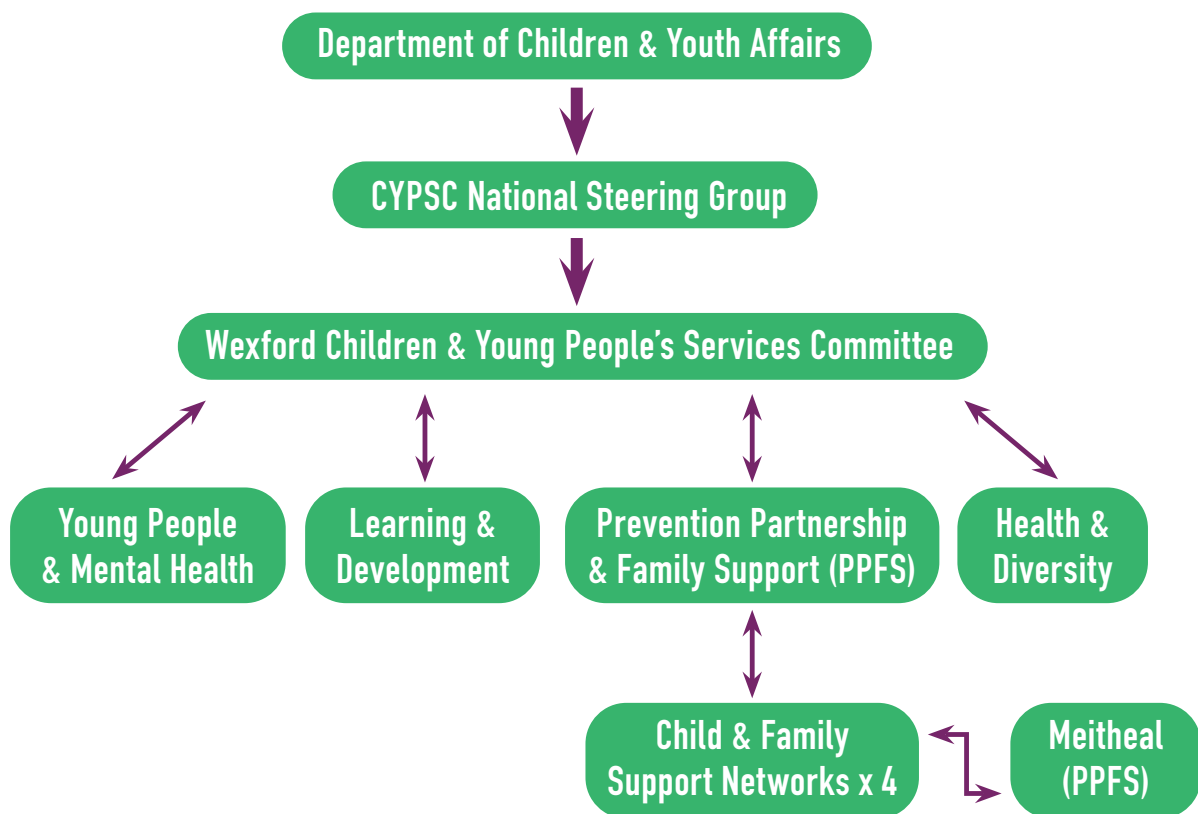 Department of Children & Youth Affairs
CYPSC National Steering Group
Wexford Children & Young People’s Services Committee
Young People
& Mental Health
Learning &
Development
Prevention Partnership
& Family Support (PPFS)
Health &
Diversity
Child & Family
Support Networks x 4
Meitheal
(PPFS)